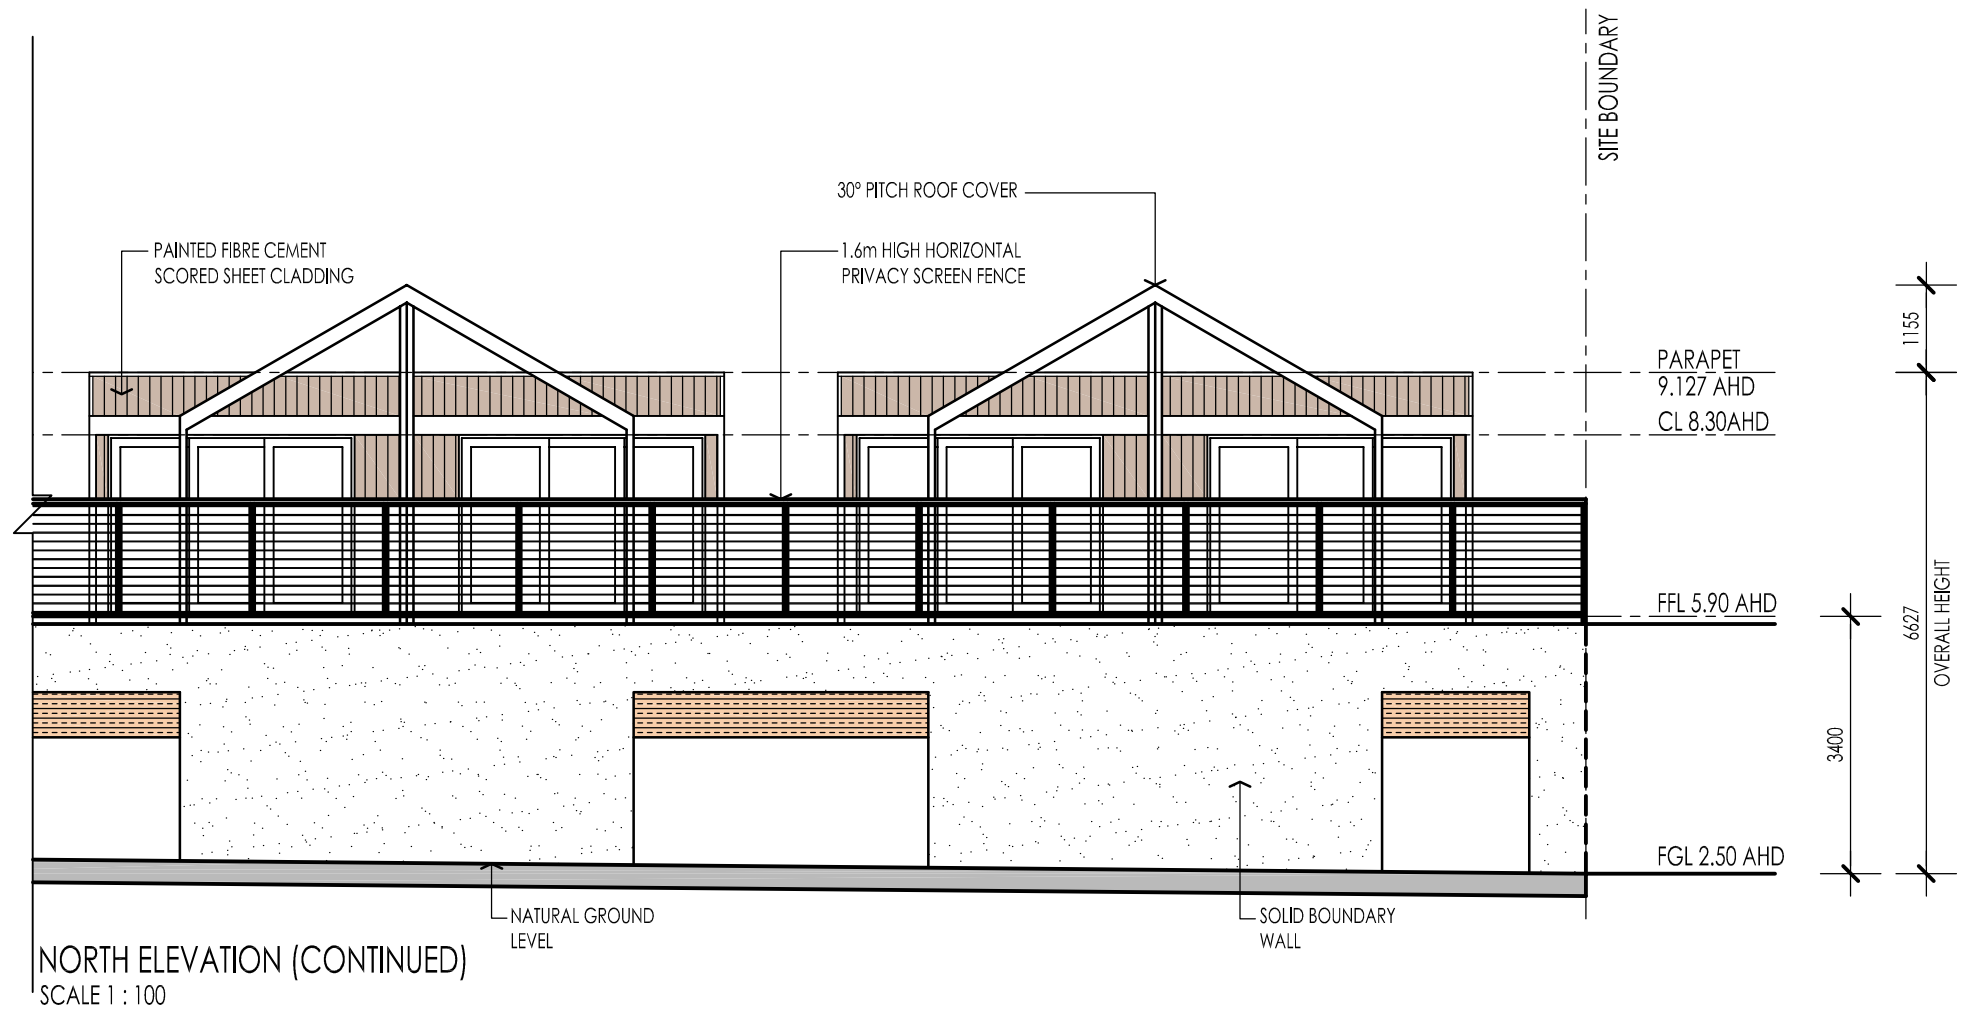 SITE BOUNDARY
30° PITCH ROOF COVER
PAINTED FIBRE CEMENT
SCORED SHEET CLADDING
1.6m HIGH HORIZONTAL
PRIVACY SCREEN FENCE
1155
PARAPET
9.127 AHD
CL 8.30AHD
FFL 5.90 AHD
6627
OVERALL HEIGHT
3400
FGL 2.50 AHD
NATURAL GROUND
LEVEL
SOLID BOUNDARY
WALL
NORTH ELEVATION (CONTINUED)
SCALE 1 : 100